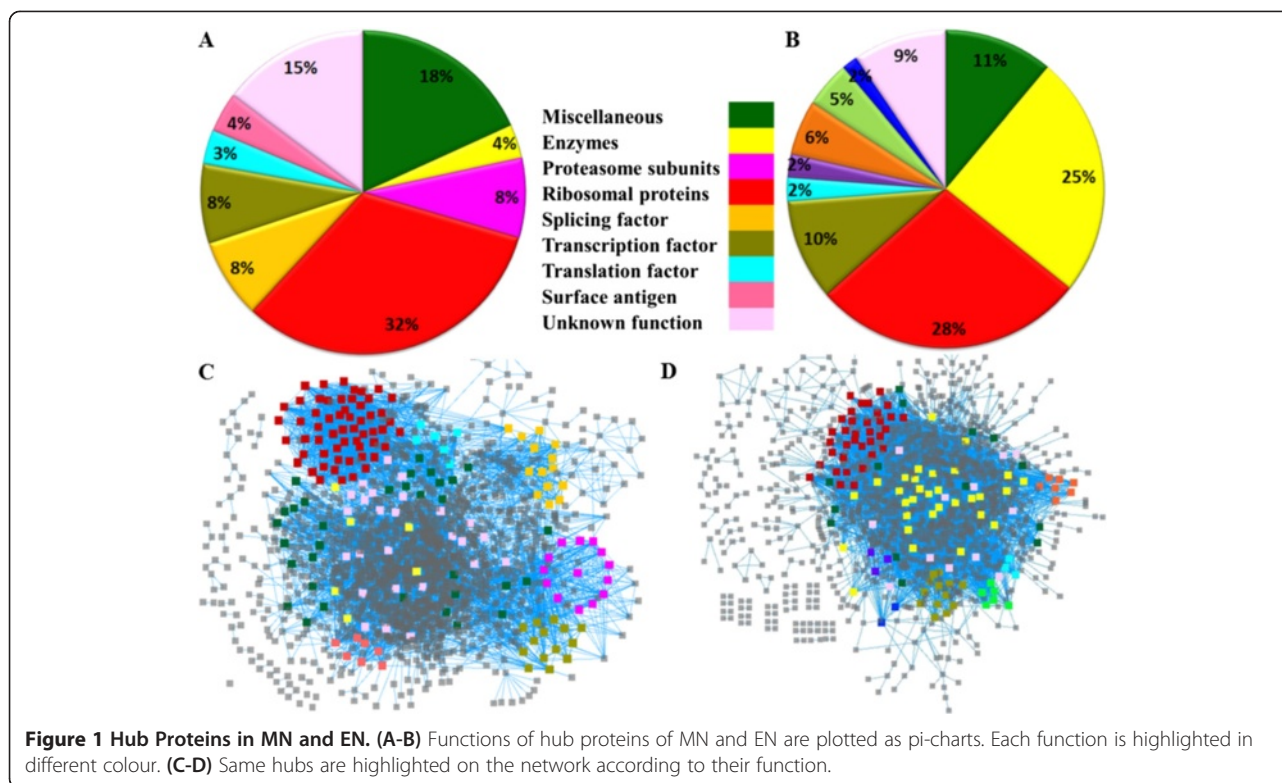 A
15%
18%
4%
4%
3%
8%
8%
8%
32%
Miscellaneous
Enzymes
Proteasome subunits
Ribosomal proteins
Splicing factor
Transcription factor
Translation factor
Surface antigen
Unknown function
B
9%
11%
2%
5%
6%
25%
2%
2%
10%
28%
C
D
Figure 1 Hub Proteins in MN and EN. (A-B) Functions of hub proteins of MN and EN are plotted as pi-charts. Each function is highlighted in
different colour. (C-D) Same hubs are highlighted on the network according to their function.